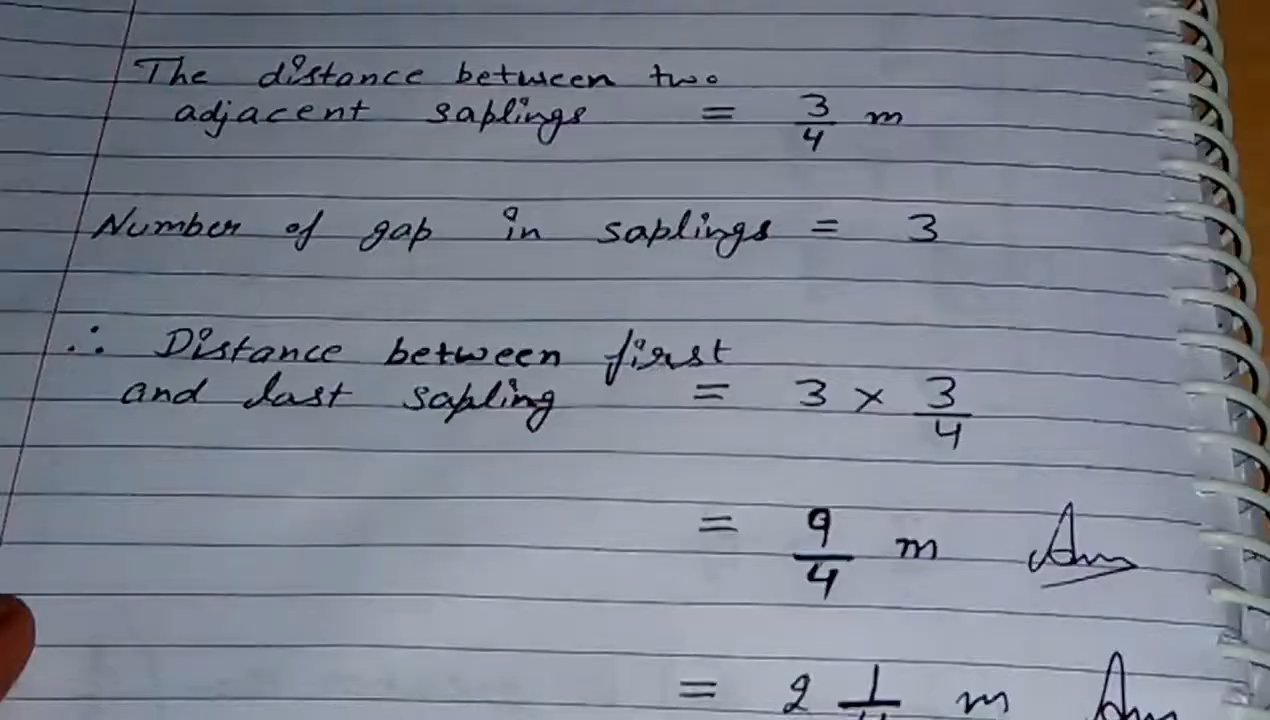 The distance between two
adjacent saplings = 3/4 m
Number of gap in saplings = 3
∴ Distance between first
and last sapling = 3 × 3/4
= 9/4 m Ans
= 2 1/4 m Ans